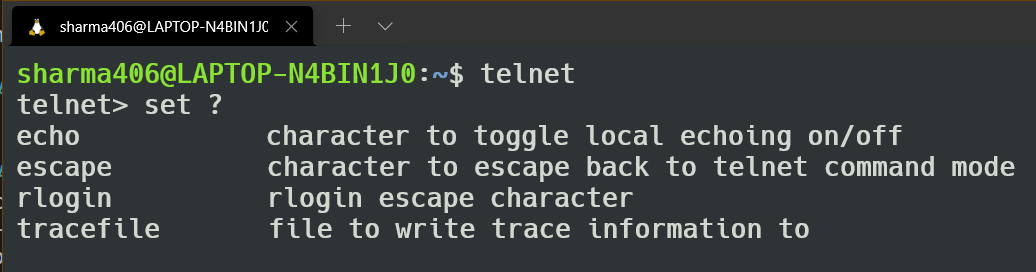 sharma406@LAPTOP-N4BIN1J0
sharma406@LAPTOP-N4BIN1J0:~$ telnet
telnet> set ?
echo character to toggle local echoing on/off
escape character to escape back to telnet command mode
rlogin rlogin escape character
tracefile file to write trace information to